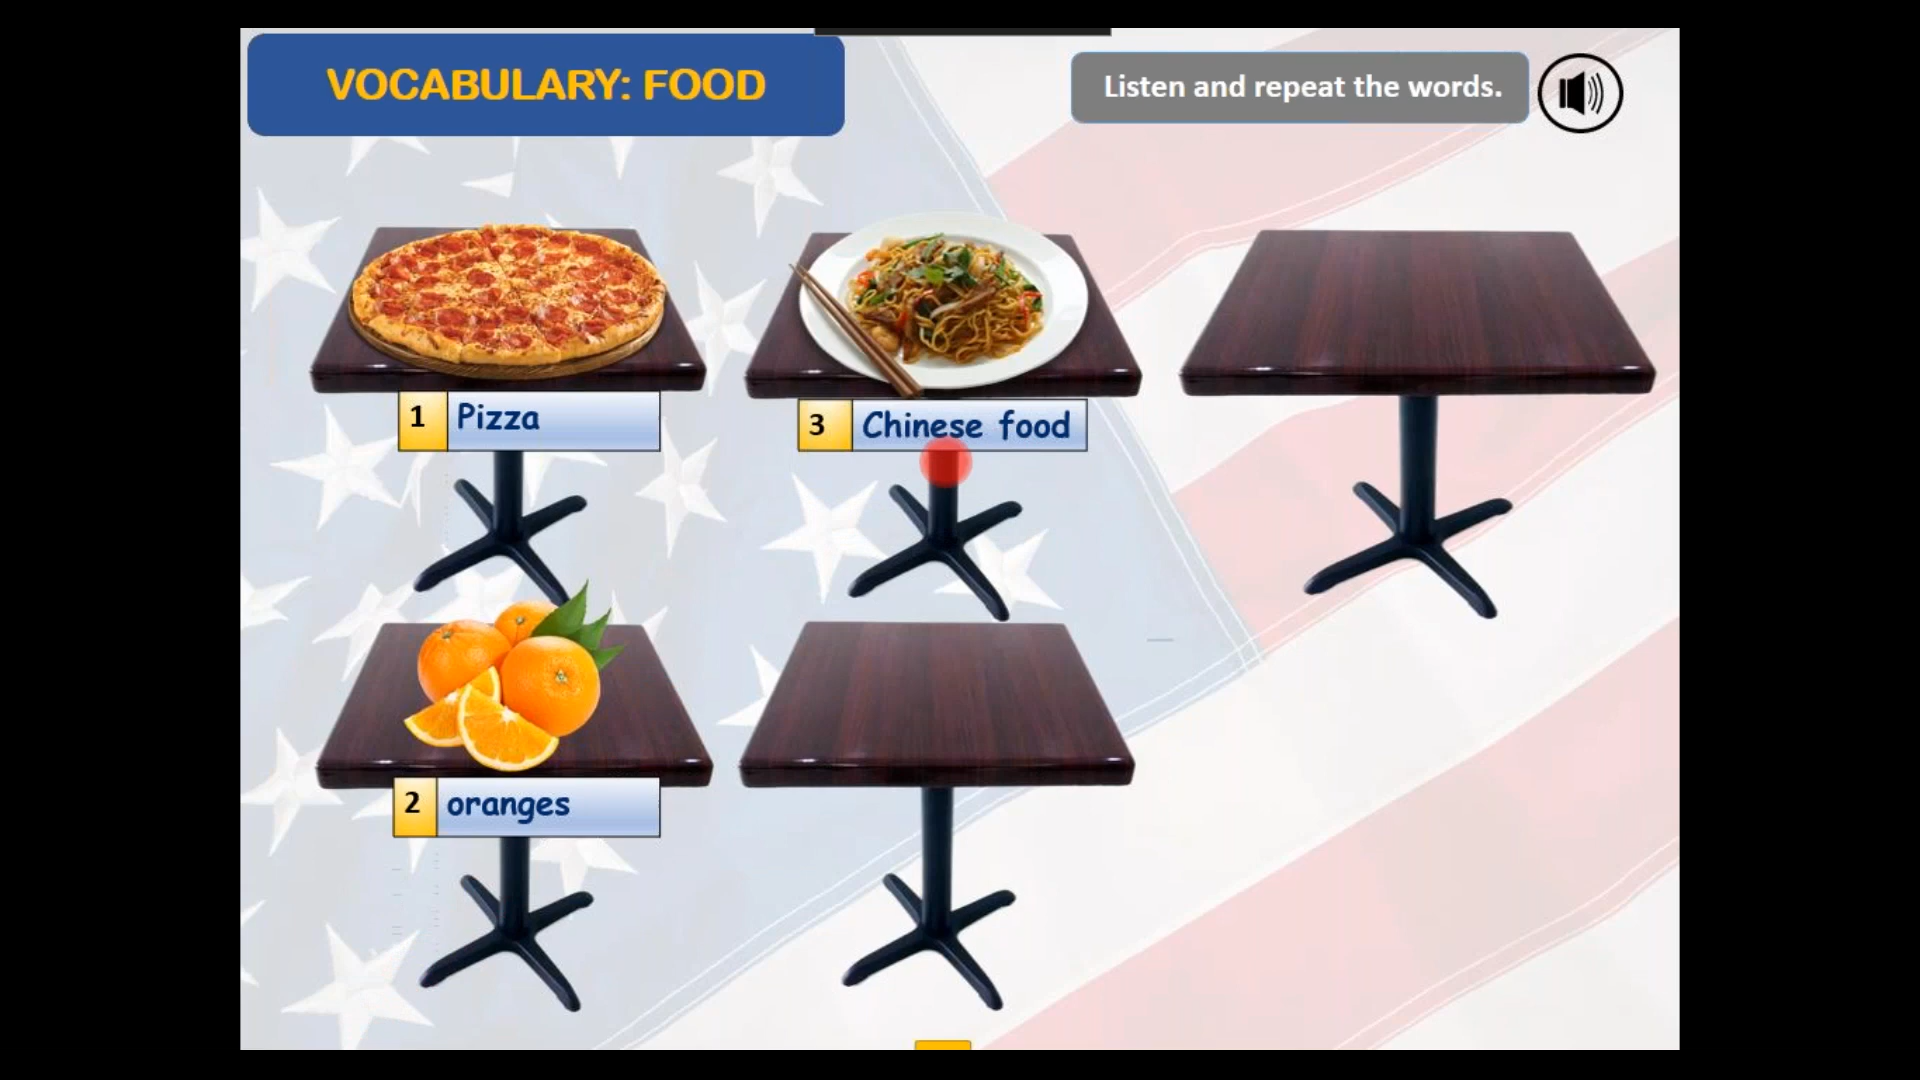 VOCABULARY: FOOD
Listen and repeat the words.
1 Pizza
3 Chinese food
2 oranges